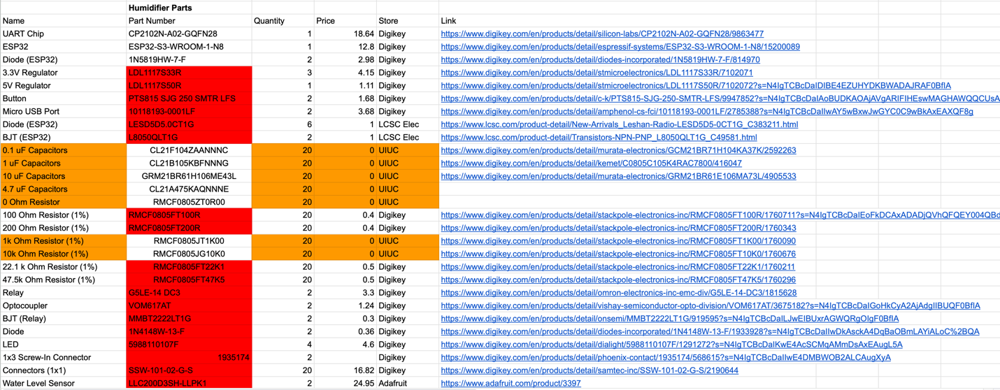 Humidifier Parts
Name Part Number Quantity Price Store Link
UART Chip CP2102N-A02-GQFN28 1 18.64 Digikey https://www.digikey.com/en/products/detail/silicon-labs/CP2102N-A02-GQFN28/9863477
ESP32 ESP32-S3-WROOM-1-N8 1 12.8 Digikey https://www.digikey.com/en/products/detail/espressif-systems/ESP32-S3-WROOM-1-N8/15200089
Diode (ESP32) 1N5819HW-7-F 2 2.98 Digikey https://www.digikey.com/en/products/detail/diodes-incorporated/1N5819HW-7-F/814970
3.3V Regulator LDL1117S33R 3 4.15 Digikey https://www.digikey.com/en/products/detail/stmicroelectronics/LDL1117S33R/7102071
5V Regulator LDL1117S50R 1 1.11 Digikey https://www.digikey.com/en/products/detail/stmicroelectronics/LDL1117S50R/7102072?s=N4IgTCBcDaIDIBE4EZUHYDKBWADAJRAF0BfIA
Button PTS815 SJG 250 SMTR LFS 2 1.68 Digikey https://www.digikey.com/en/products/detail/c-k/PTS815-SJG-250-SMTR-LFS/9947852?s=N4IgTCBcDaIAoBUDKAOAjAVgARIFIHEswMAGHAWQQCUsA
Micro USB Port 10118193-0001LF 2 3.68 Digikey https://www.digikey.com/en/products/detail/amphenol-cs-fci/10118193-0001LF/2785388?s=N4IgTCBcDaIIwAY5wBxwJwGYC0C9wBkAxEAXQF8g
Diode (ESP32) LESD5D5.0CT1G 6 1 LCSC Elec https://www.lcsc.com/product-detail/New-Arrivals_Leshan-Radio-LESD5D5-0CT1G_C383211.html
BJT (ESP32) L8050QLT1G 2 1 LCSC Elec https://www.lcsc.com/product-detail/Transistors-NPN-PNP_L8050QLT1G_C49581.html
0.1 uF Capacitors CL21F104ZAANNNC 20 0 UIUC https://www.digikey.com/en/products/detail/murata-electronics/GCM21BR71H104KA37K/2592263
1 uF Capacitors CL21B105KBFNNNG 20 0 UIUC https://www.digikey.com/en/products/detail/kemet/C0805C105K4RAC7800/416047
10 uF Capacitors GRM21BR61H106ME43L 20 0 UIUC https://www.digikey.com/en/products/detail/murata-electronics/GRM21BR61E106MA73L/4905533
4.7 uF Capacitors CL21A475KAQNNNE 20 0 UIUC
0 Ohm Resistor RMCF0805ZT0R00 20 0 UIUC
100 Ohm Resistor (1%) RMCF0805FT100R 20 0.4 Digikey https://www.digikey.com/en/products/detail/stackpole-electronics-inc/RMCF0805FT100R/1760711?s=N4IgTCBcDaIEoFkDCAxADADjQVhQFQEY004QBd
200 Ohm Resistor (1%) RMCF0805FT200R 20 0.4 Digikey https://www.digikey.com/en/products/detail/stackpole-electronics-inc/RMCF0805FT200R/1760343
1k Ohm Resistor (1%) RMCF0805JT1K00 20 0 UIUC https://www.digikey.com/en/products/detail/stackpole-electronics-inc/RMCF0805FT1K00/1760090
10k Ohm Resistor (1%) RMCF0805JG10K0 20 0 UIUC https://www.digikey.com/en/products/detail/stackpole-electronics-inc/RMCF0805FT10K0/1760676
22.1 k Ohm Resistor (1%) RMCF0805FT22K1 20 0.5 Digikey https://www.digikey.com/en/products/detail/stackpole-electronics-inc/RMCF0805FT22K1/1760211
47.5k Ohm Resistor (1%) RMCF0805FT47K5 20 0.5 Digikey https://www.digikey.com/en/products/detail/stackpole-electronics-inc/RMCF0805FT47K5/1760296
Relay G5LE-14 DC3 2 3.3 Digikey https://www.digikey.com/en/products/detail/omron-electronics-inc-emc-div/G5LE-14-DC3/1815628
Optocoupler VOM617AT 2 1.24 Digikey https://www.digikey.com/en/products/detail/vishay-semiconductor-opto-division/VOM617AT/3675182?s=N4IgTCBcDaIGoHkCyA2AjAdgIIBUQF0BfIA
BJT (Relay) MMBT2222LT1G 2 0.3 Digikey https://www.digikey.com/en/products/detail/onsemi/MMBT2222LT1G/919595?s=N4IgTCBcDaILJwEIBUxrAGWQRgOIgF0BfIA
Diode 1N4148W-13-F 2 0.36 Digikey https://www.digikey.com/en/products/detail/diodes-incorporated/1N4148W-13-F/1933928?s=N4IgTCBcDaIIwDkAsckA4DqBaOBmLAYiALoC%2BQA
LED 5988110107F 4 4.6 Digikey https://www.digikey.com/en/products/detail/dialight/5988110107F/1291272?s=N4IgTCBcDaIKwE4AcSCMqAMmDsAxEAugL5A
1x3 Screw-In Connector 1935174 2 Digikey https://www.digikey.com/en/products/detail/phoenix-contact/1935174/568615?s=N4IgTCBcDaIIwE4DMBWOB2ALCAugXyA
Connectors (1x1) SSW-101-02-G-S 20 16.82 Digikey https://www.digikey.com/en/products/detail/samtec-inc/SSW-101-02-G-S/2190644
Water Level Sensor LLC200D3SH-LLPK1 2 24.95 Adafruit https://www.adafruit.com/product/3397